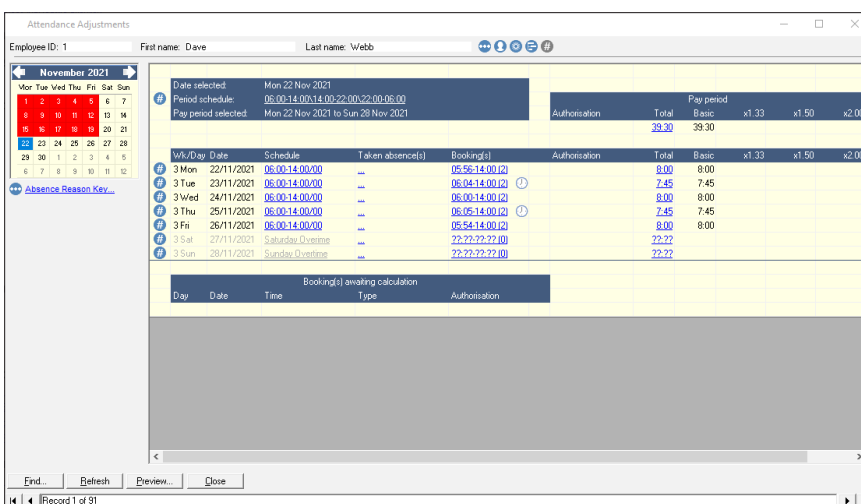 Attendance Adjustments
Employee ID: 1 First name: Dave Last name: Webb
November 2021
Mon Tue Wed Thu Fri Sat Sun
1 2 3 4 5 6 7
8 9 10 11 12 13 14
15 16 17 18 19 20 21
22 23 24 25 26 27 28
29 30 1 2 3 4 5
6 7 8 9 10 11 12
Absence Reason Key...
Date selected: Mon 22 Nov 2021
Period schedule: 06:00-14:00\14:00-22:00\22:00-06:00 Pay period
Pay period selected: Mon 22 Nov 2021 to Sun 28 Nov 2021 Authorisation Total Basic x1.33 x1.50 x2.00
39:30 39:30
Wk/Day Date Schedule Taken absence(s) Booking(s) Authorisation Total Basic x1.33 x1.50 x2.00
# 3 Mon 22/11/2021 06:00-14:00/00 ... 05:56-14:00 (2) 8:00 8:00
# 3 Tue 23/11/2021 06:00-14:00/00 ... 06:04-14:00 (2) 7:45 7:45
# 3 Wed 24/11/2021 06:00-14:00/00 ... 06:00-14:00 (2) 8:00 8:00
# 3 Thu 25/11/2021 06:00-14:00/00 ... 06:05-14:00 (2) 7:45 7:45
# 3 Fri 26/11/2021 06:00-14:00/00 ... 05:54-14:00 (2) 8:00 8:00
# 3 Sat 27/11/2021 Saturday Overtime ... ??:??-??:?? (0) ??:??
# 3 Sun 28/11/2021 Sunday Overtime ... ??:??-??:?? (0) ??:??
Booking(s) awaiting calculation
Day Date Time Type Authorisation
Find... Refresh Preview... Close
Record 1 of 91